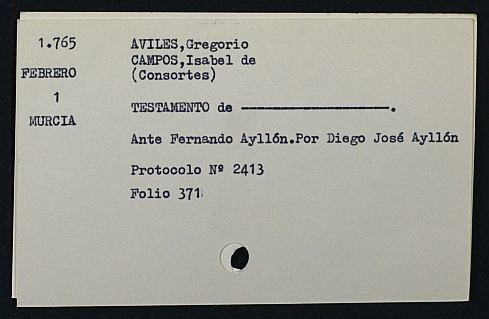 1.765
FEBRERO
1
MURCIA
AVILES,Gregorio
CAMPOS,Isabel de
(Consortes)
TESTAMENTO de ——————————.
Ante Fernando Ayllón.Por Diego José Ayllón
Protocolo Nº 2413
Folio 371.